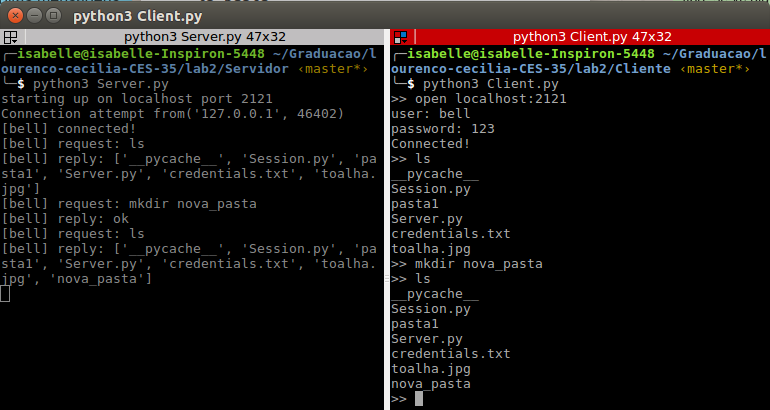 python3 Client.py
python3 Server.py 47x32
┌─isabelle@isabelle-Inspiron-5448 ~/Graduacao/l
ourenco-cecilia-CES-35/lab2/Servidor ‹master*›
└─$ python3 Server.py
starting up on localhost port 2121
Connection attempt from('127.0.0.1', 46402)
[bell] connected!
[bell] request: ls
[bell] reply: ['__pycache__', 'Session.py', 'pa
sta1', 'Server.py', 'credentials.txt', 'toalha.
jpg']
[bell] request: mkdir nova_pasta
[bell] reply: ok
[bell] request: ls
[bell] reply: ['__pycache__', 'Session.py', 'pa
sta1', 'Server.py', 'credentials.txt', 'toalha.
jpg', 'nova_pasta']
python3 Client.py 47x32
┌─isabelle@isabelle-Inspiron-5448 ~/Graduacao/l
ourenco-cecilia-CES-35/lab2/Cliente ‹master*›
└─$ python3 Client.py
>> open localhost:2121
user: bell
password: 123
Connected!
>> ls
__pycache__
Session.py
pasta1
Server.py
credentials.txt
toalha.jpg
>> mkdir nova_pasta
>> ls
__pycache__
Session.py
pasta1
Server.py
credentials.txt
toalha.jpg
nova_pasta
>>